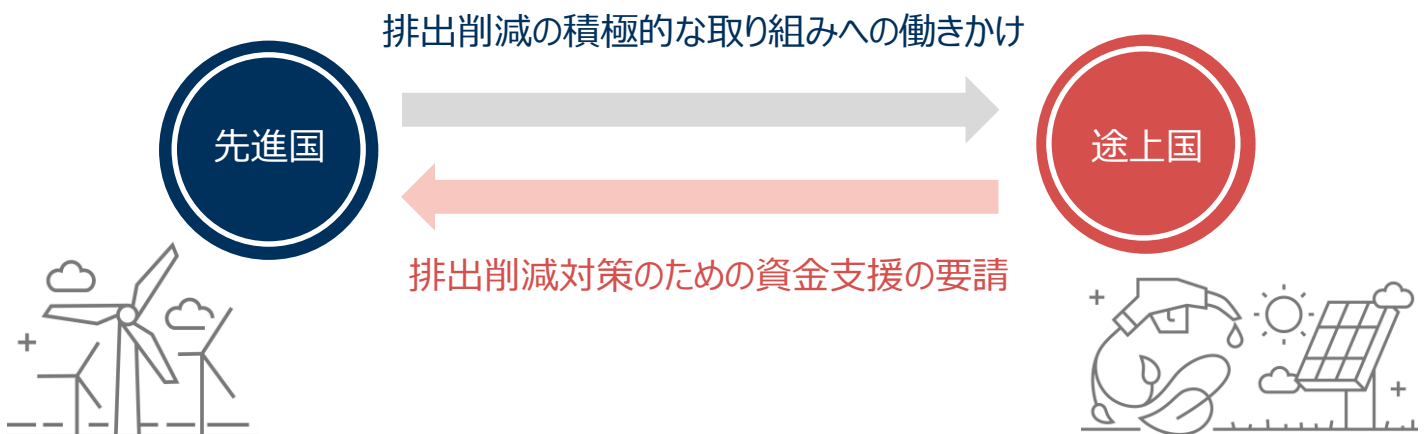 排出削減の積極的な取り組みへの働きかけ
先進国
途上国
排出削減対策のための資金支援の要請